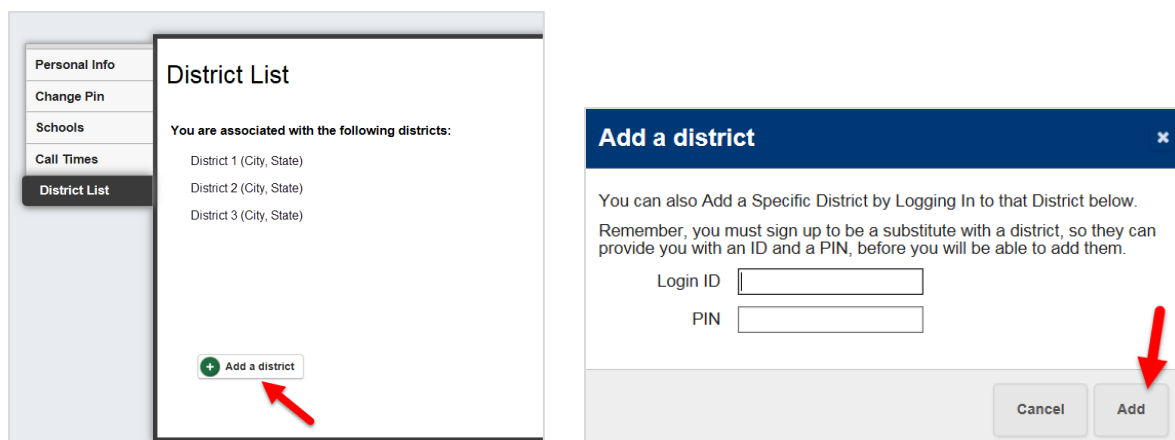 Personal Info
Change Pin
Schools
Call Times
District List
District List
You are associated with the following districts:
District 1 (City, State)
District 2 (City, State)
District 3 (City, State)
+ Add a district
Add a district
×
You can also Add a Specific District by Logging In to that District below.
Remember, you must sign up to be a substitute with a district, so they can
provide you with an ID and a PIN, before you will be able to add them.
Login ID
PIN
Cancel
Add